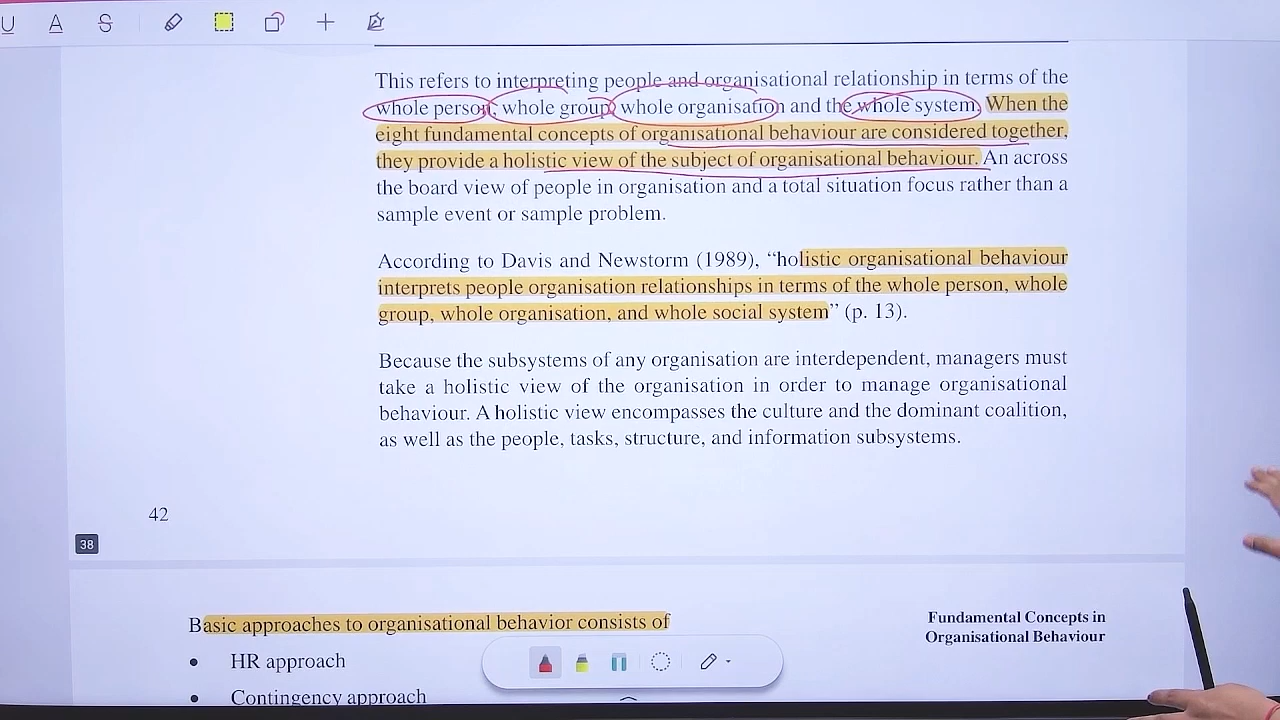 U A S
This refers to interpreting people and organisational relationship in terms of the
whole person, whole group, whole organisation and the whole system. When the
eight fundamental concepts of organisational behaviour are considered together,
they provide a holistic view of the subject of organisational behaviour. An across
the board view of people in organisation and a total situation focus rather than a
sample event or sample problem.
According to Davis and Newstorm (1989), “holistic organisational behaviour
interprets people organisation relationships in terms of the whole person, whole
group, whole organisation, and whole social system” (p. 13).
Because the subsystems of any organisation are interdependent, managers must
take a holistic view of the organisation in order to manage organisational
behaviour. A holistic view encompasses the culture and the dominant coalition,
as well as the people, tasks, structure, and information subsystems.
42
38
Basic approaches to organisational behavior consists of
Fundamental Concepts in
Organisational Behaviour
• HR approach
• Contingency approach